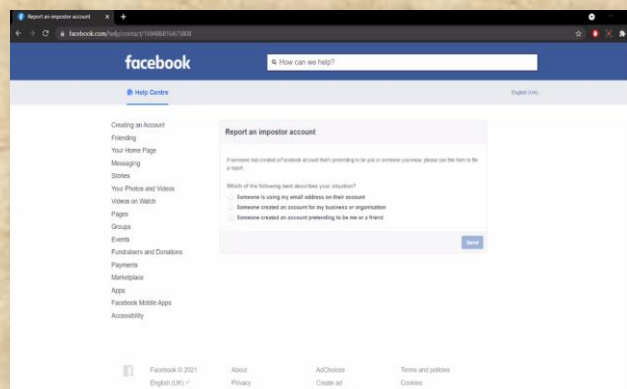 Report an impostor account
facebook.com/help/contact/169486816475808
facebook
How can we help?
Help Centre
English (UK)
Creating an Account
Friending
Your Home Page
Messaging
Stories
Your Photos and Videos
Videos on Watch
Pages
Groups
Events
Fundraisers and Donations
Payments
Marketplace
Apps
Facebook Mobile Apps
Accessibility
Report an impostor account
If someone has created a Facebook account that's pretending to be you or someone you know, please use this form to file
a report.
Which of the following best describes your situation?
Someone is using my email address on their account
Someone created an account for my business or organisation
Someone created an account pretending to be me or a friend
Send
Facebook © 2021
About
AdChoices
Terms and policies
English (UK)
Privacy
Create ad
Cookies